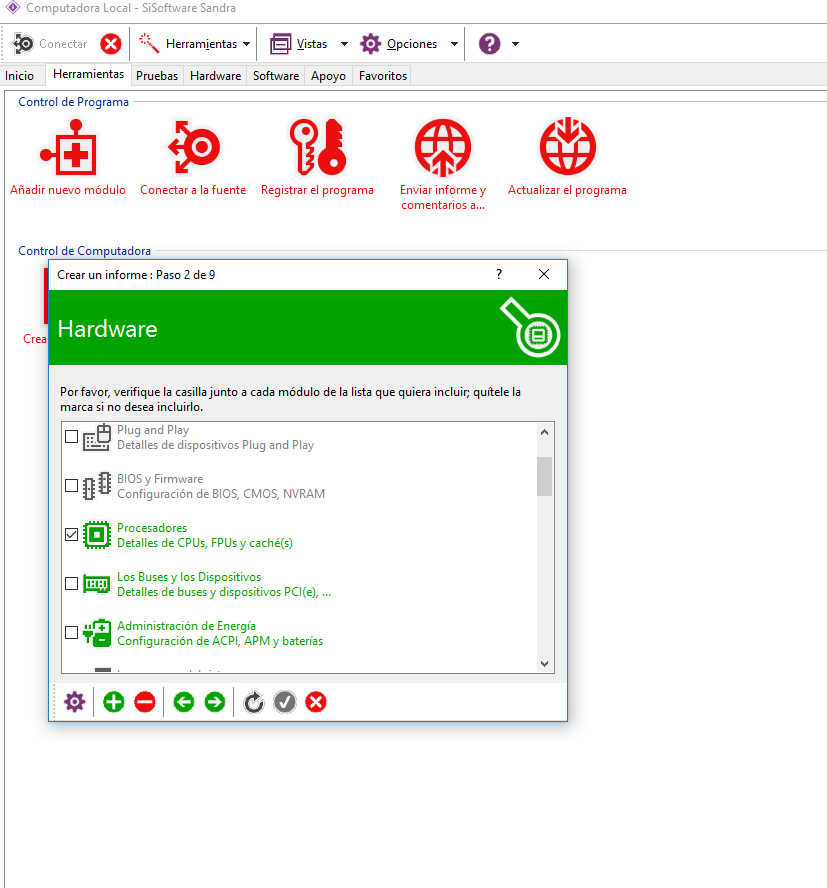 Computadora Local - SiSoftware Sandra
Conectar Herramientas Vistas Opciones ?
Inicio Herramientas Pruebas Hardware Software Apoyo Favoritos
Control de Programa
Añadir nuevo módulo
Conectar a la fuente
Registrar el programa
Enviar informe y
comentarios a...
Actualizar el programa
Control de Computadora
Crea
Crear un informe : Paso 2 de 9 ?
Hardware
Por favor, verifique la casilla junto a cada módulo de la lista que quiera incluir; quítele la
marca si no desea incluirlo.
Plug and Play
Detalles de dispositivos Plug and Play
BIOS y Firmware
Configuración de BIOS, CMOS, NVRAM
Procesadores
Detalles de CPUs, FPUs y caché(s)
Los Buses y los Dispositivos
Detalles de buses y dispositivos PCI(e), ...
Administración de Energía
Configuración de ACPI, APM y baterías